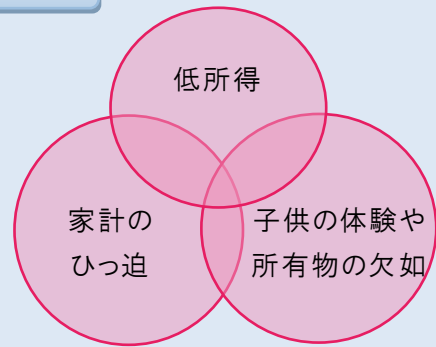 低所得
家計の
ひっ迫
子供の体験や
所有物の欠如